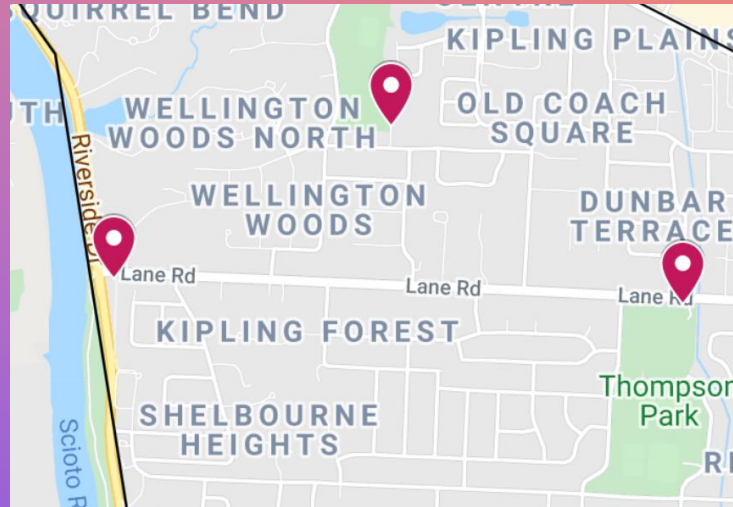 SQUIRREL BEND
KIPLING PLAINS
UTH
WELLINGTON
WOODS NORTH
OLD COACH
SQUARE
Riverside Dr
WELLINGTON
WOODS
DUNBAR
TERRACE
Lane Rd
Lane Rd
Lane Rd
KIPLING FOREST
Thompson
Park
SHELBOURNE
HEIGHTS
Scioto R